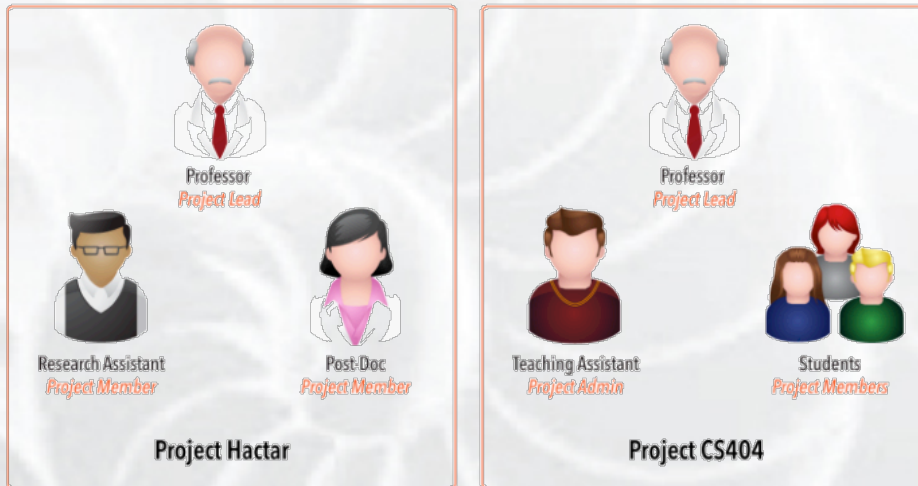 Professor
Project Lead
Research Assistant
Project Member
Post-Doc
Project Member
Project Hactar
Professor
Project Lead
Teaching Assistant
Project Admin
Students
Project Members
Project CS404